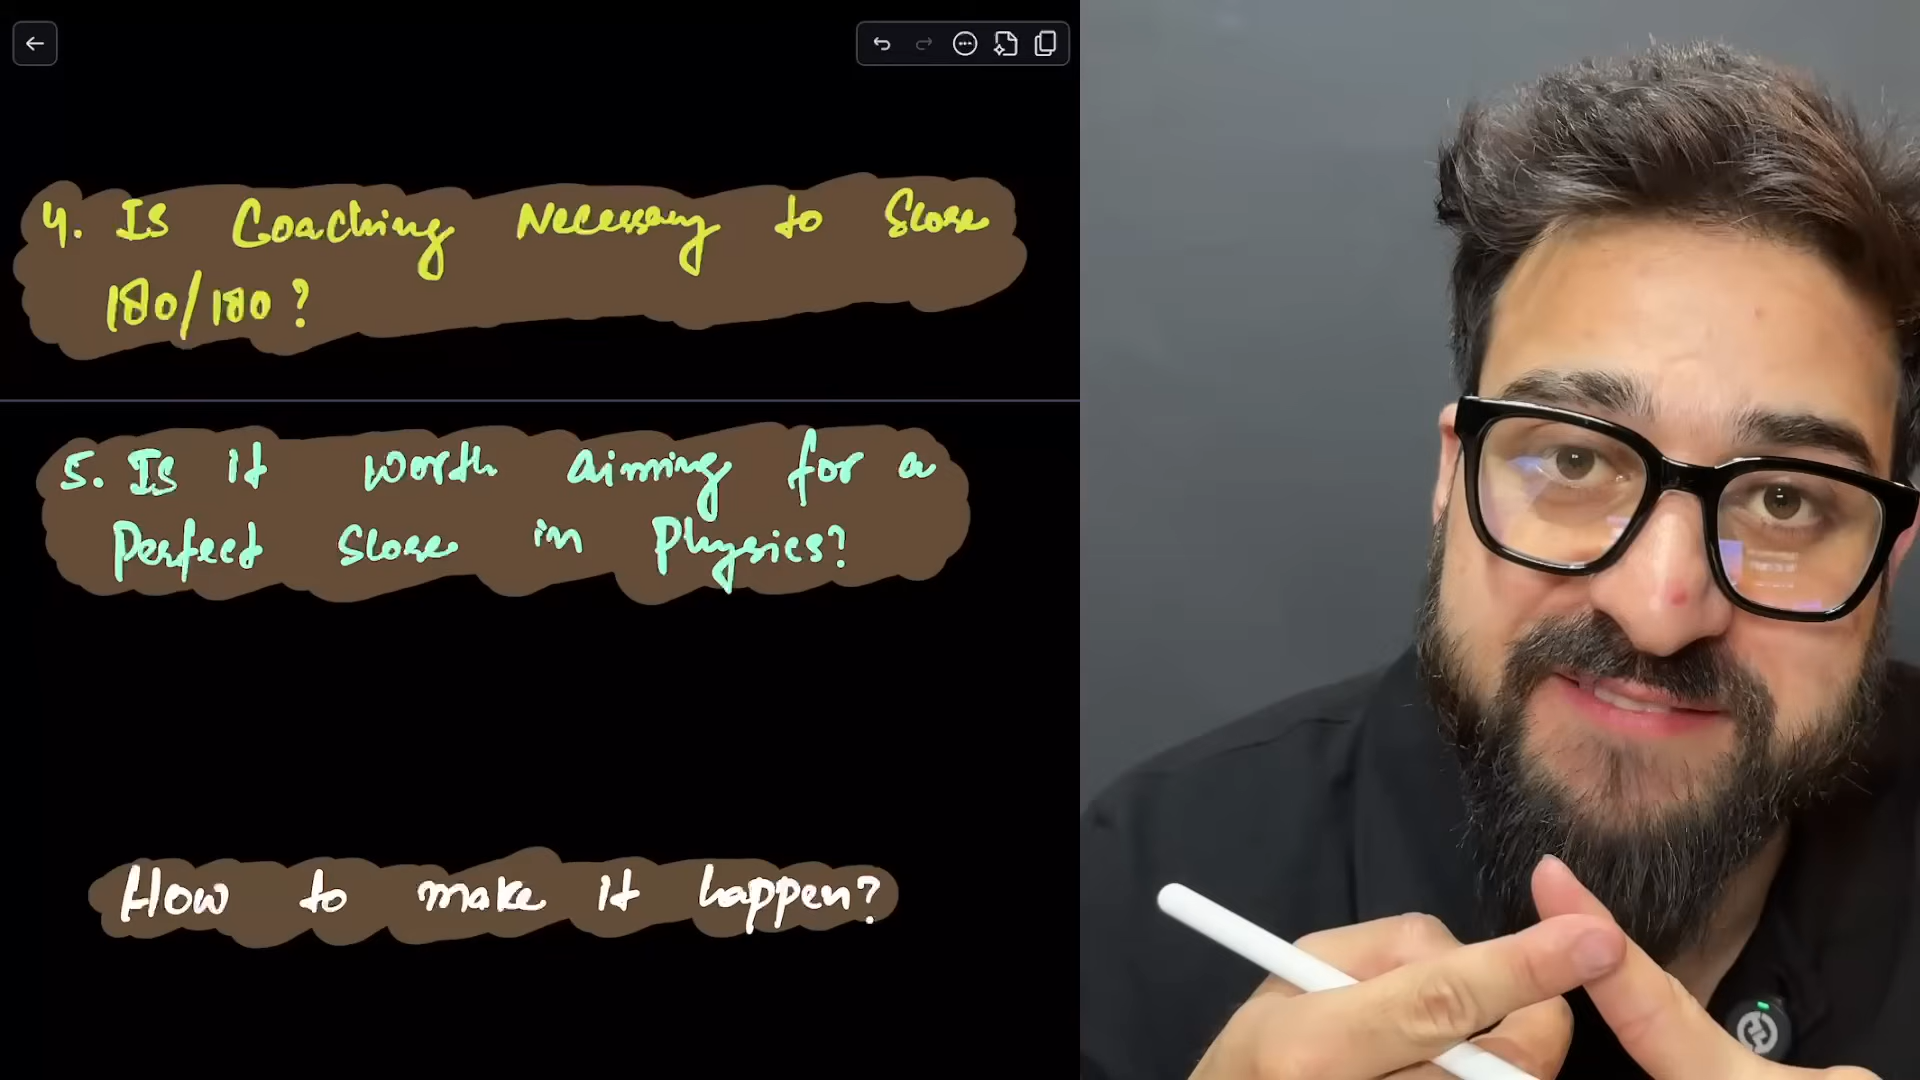 4. Is Coaching Necessary to Score
180/180?
5. Is it worth aiming for a
Perfect Score in Physics?
How to make it happen?